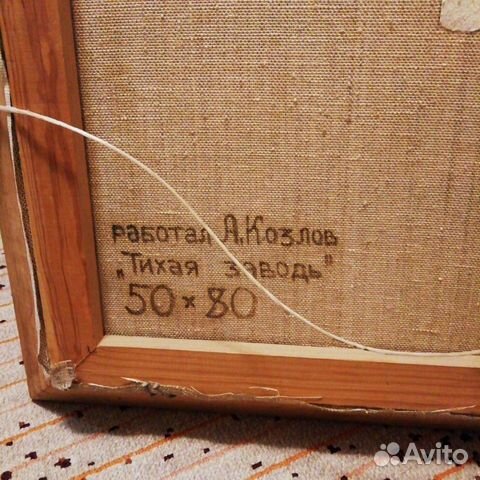 работал А.Козлов
„Тихая заводь"
50×80
Avito